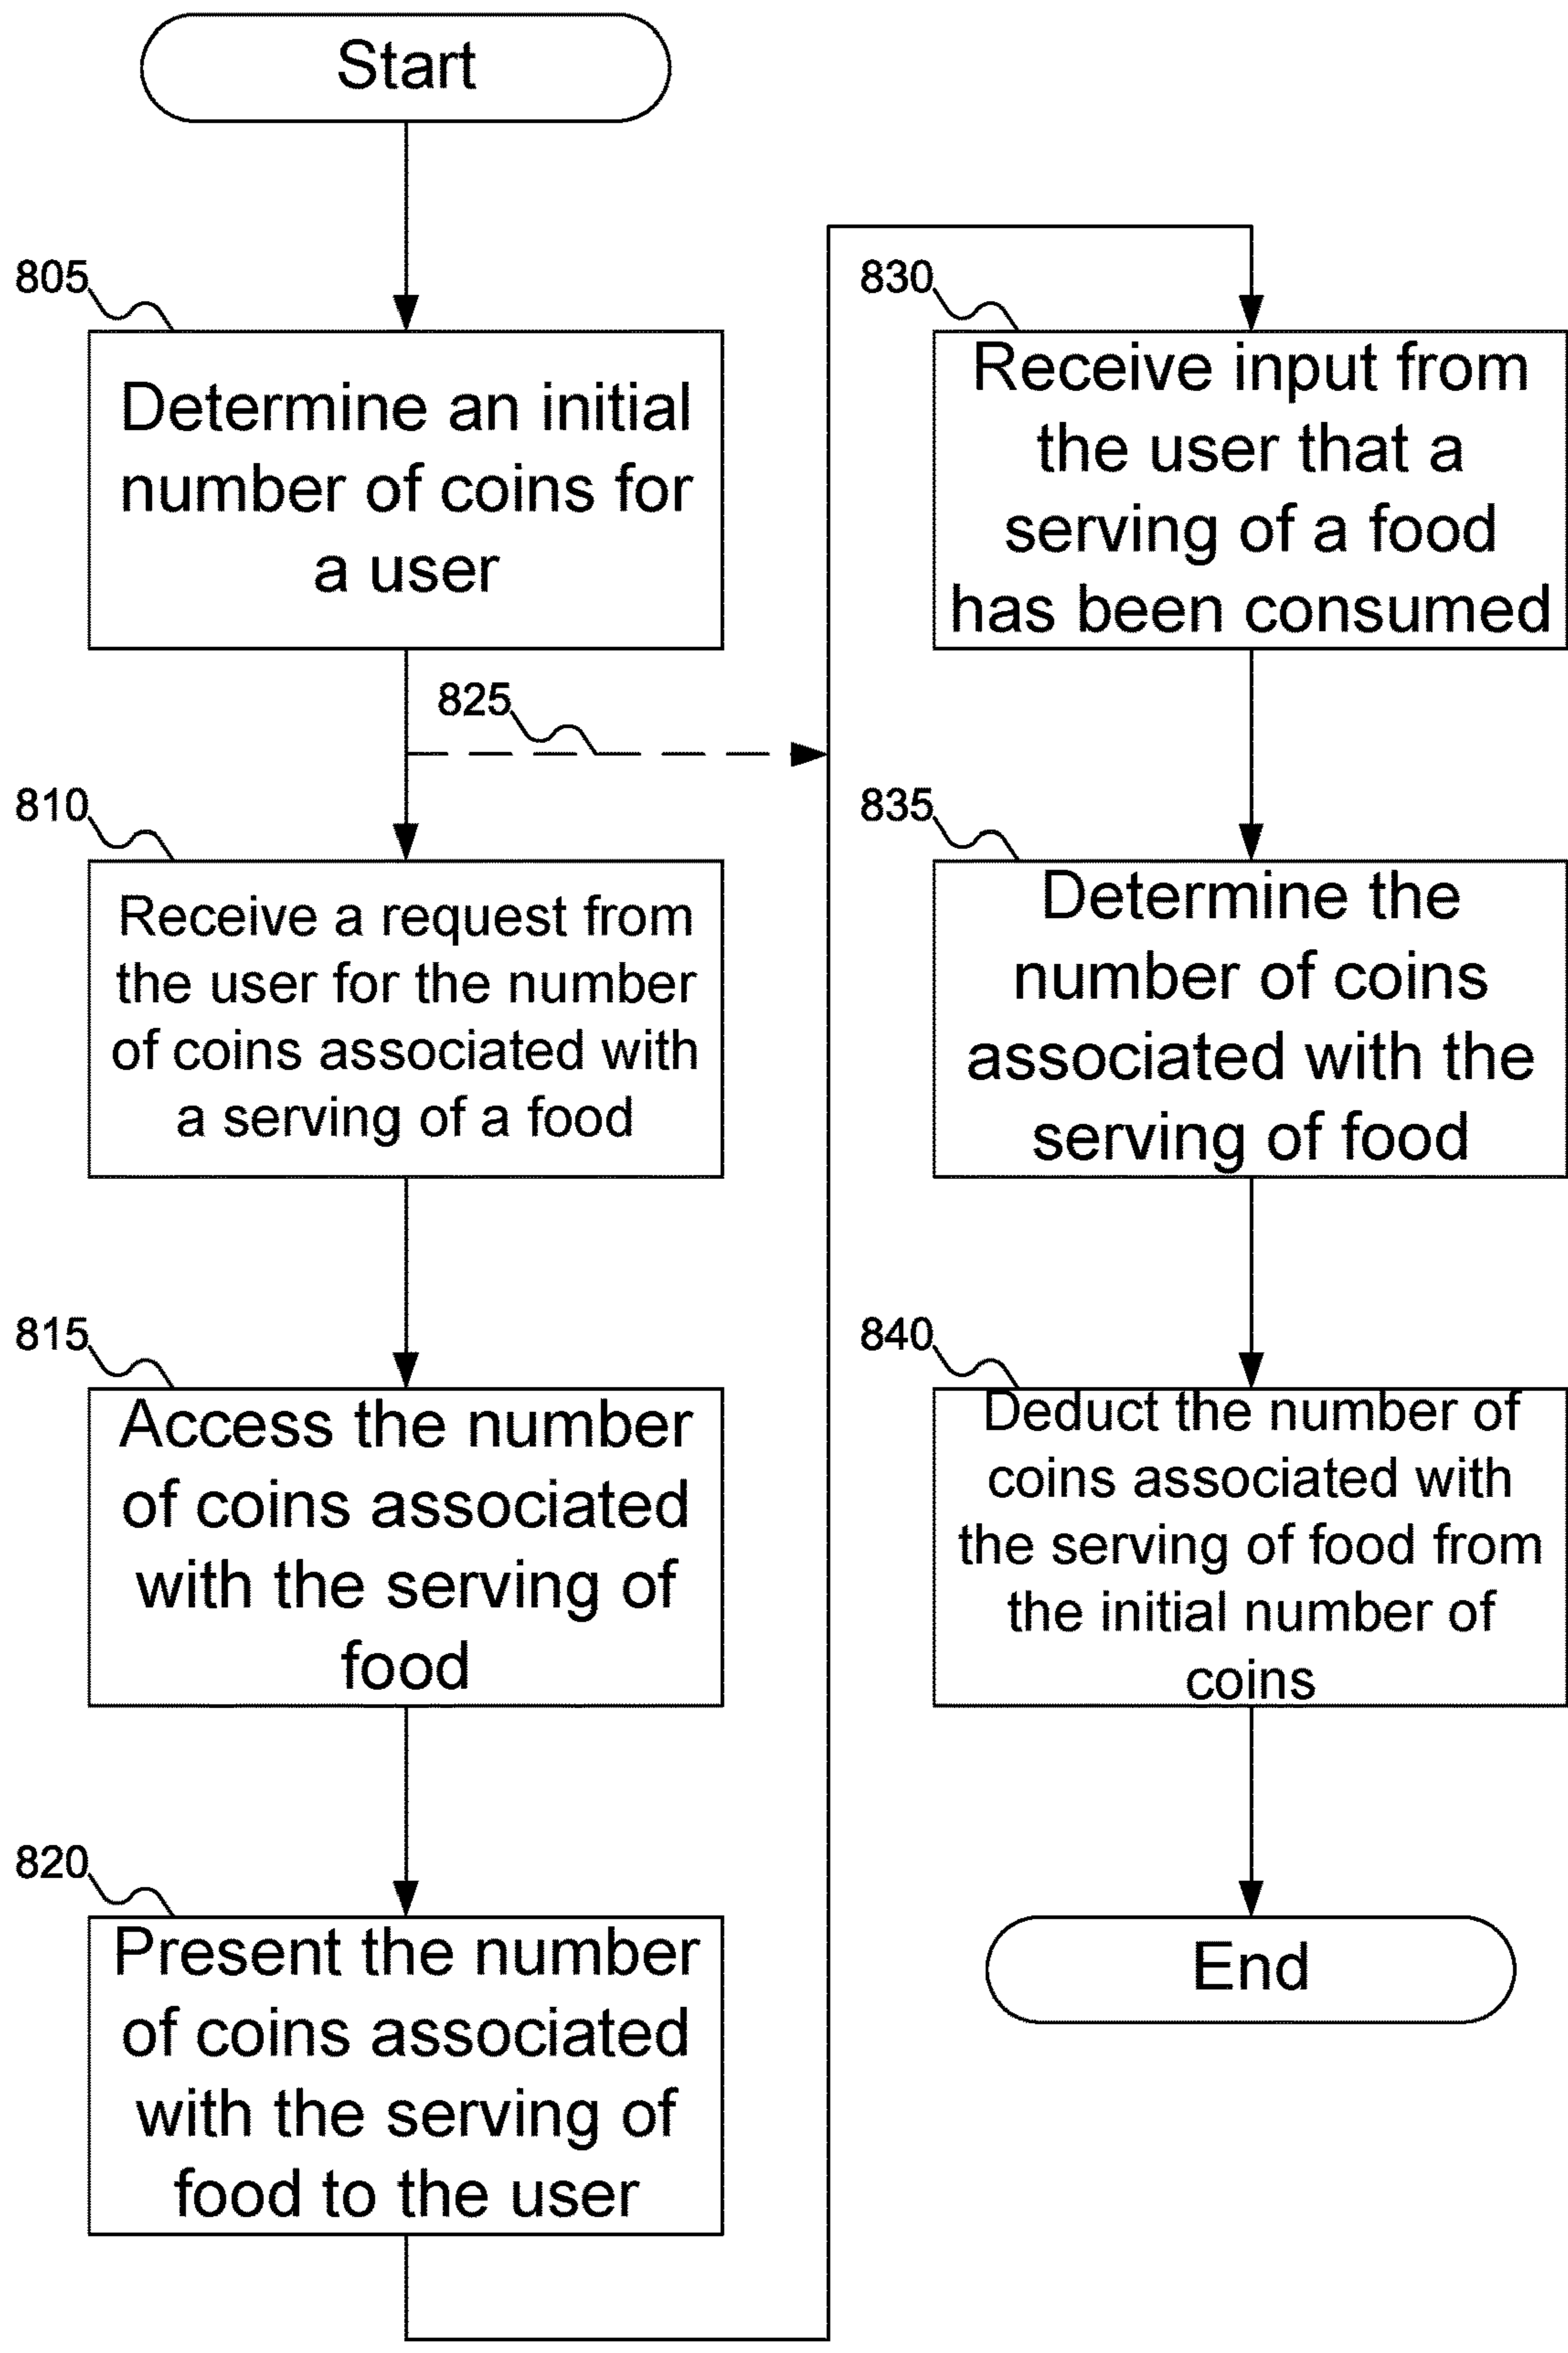 Start
805
Determine an initial
number of coins for
a user
825
810
Receive a request from
the user for the number
of coins associated with
a serving of a food
815
Access the number
of coins associated
with the serving of
food
820
Present the number
of coins associated
with the serving of
food to the user
830
Receive input from
the user that a
serving of a food
has been consumed
835
Determine the
number of coins
associated with the
serving of food
840
Deduct the number of
coins associated with
the serving of food from
the initial number of
coins
End